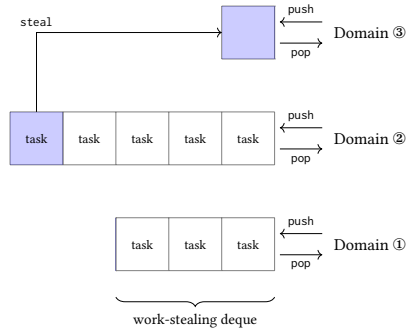 steal
push
pop
Domain ③
task task task task task
push
pop
Domain ②
task task task
push
pop
Domain ①
work-stealing deque